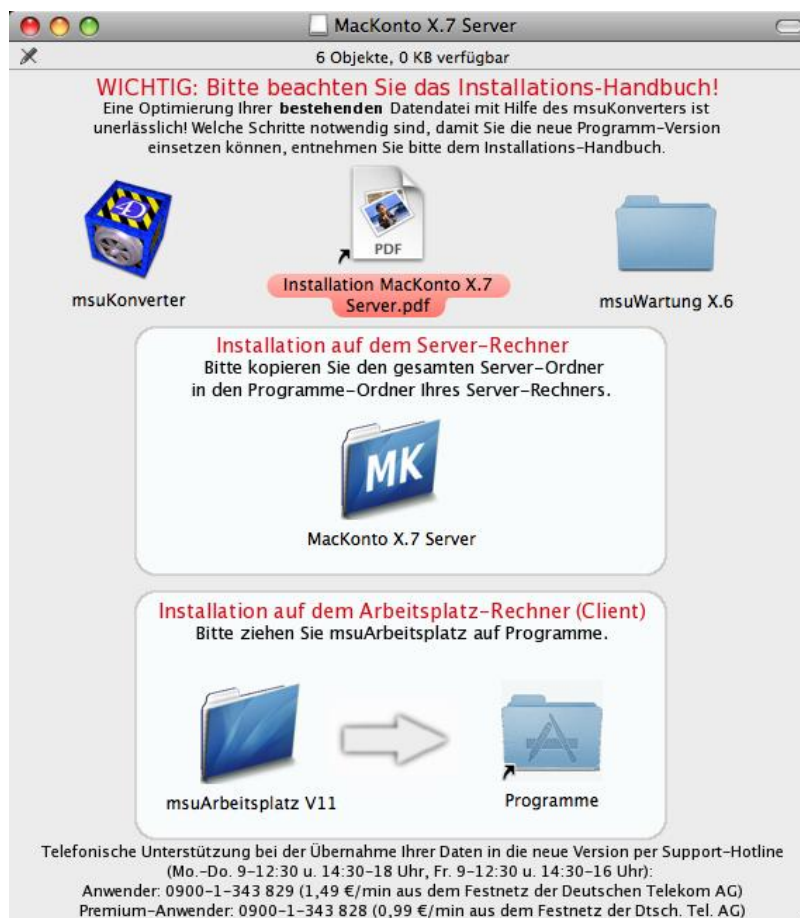 MacKonto X.7 Server
6 Objekte, 0 KB verfügbar
WICHTIG: Bitte beachten Sie das Installations-Handbuch!
Eine Optimierung Ihrer bestehenden Datendatei mit Hilfe des msuKonverters ist
unerlässlich! Welche Schritte notwendig sind, damit Sie die neue Programm-Version
einsetzen können, entnehmen Sie bitte dem Installations-Handbuch.
4D
PDF
msuKonverter
Installation MacKonto X.7
Server.pdf
msuWartung X.6
Installation auf dem Server-Rechner
Bitte kopieren Sie den gesamten Server-Ordner
in den Programme-Ordner Ihres Server-Rechners.
MK
MacKonto X.7 Server
Installation auf dem Arbeitsplatz-Rechner (Client)
Bitte ziehen Sie msuArbeitsplatz auf Programme.
msuArbeitsplatz V11
Programme
Telefonische Unterstützung bei der Übernahme Ihrer Daten in die neue Version per Support-Hotline
(Mo.-Do. 9-12:30 u. 14:30-18 Uhr, Fr. 9-12:30 u. 14:30-16 Uhr):
Anwender: 0900-1-343 829 (1,49 €/min aus dem Festnetz der Deutschen Telekom AG)
Premium-Anwender: 0900-1-343 828 (0,99 €/min aus dem Festnetz der Dtsch. Tel. AG)